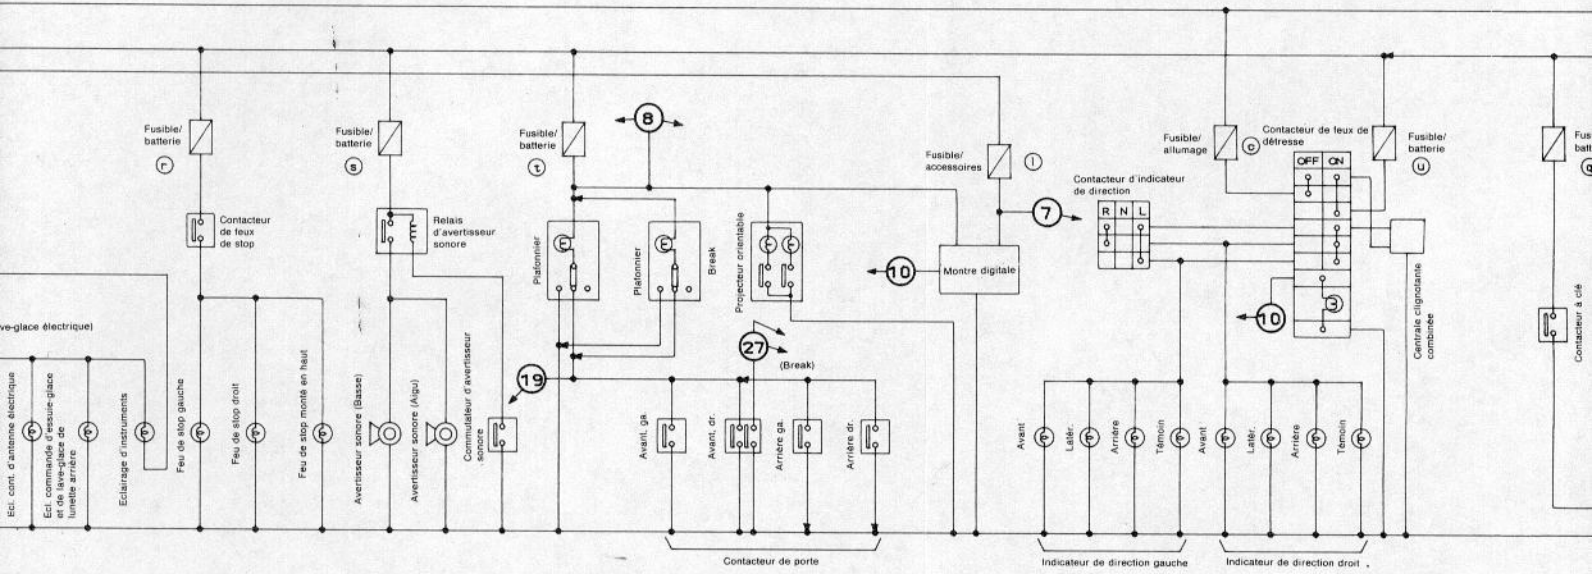 Fusible/
batterie
r
Contacteur
de feux
de stop
Fusible/
batterie
s
Relais
d'avertisseur
sonore
Fusible/
batterie
t
8
Plafonnier
Plafonnier
Break
Projecteur orientable
Fusible/
accessoires
l
7
10
Montre digitale
Contacteur d'indicateur
de direction
R N L
Fusible/
allumage
c
Contacteur de feux de
détresse
OFF ON
Fusible/
batterie
u
10
Centrale clignotante
combinée
Contacteur à clé
ve-glace électrique)
27
(Break)
19
Ecl. cont. d'antenne électrique
Ecl. commande d'essuie-glace
et de lave-glace de
lunette arrière
Eclairage d'instruments
Feu de stop gauche
Feu de stop droit
Feu de stop monté en haut
Avertisseur sonore (Basse)
Avertisseur sonore (Aigu)
Commutateur d'avertisseur
sonore
Avant, ga.
Avant, dr.
Arrière ga.
Arrière dr.
Avant
Latér.
Arrière
Témoin
Avant
Latér.
Arrière
Témoin
Contacteur de porte
Indicateur de direction gauche
Indicateur de direction droit